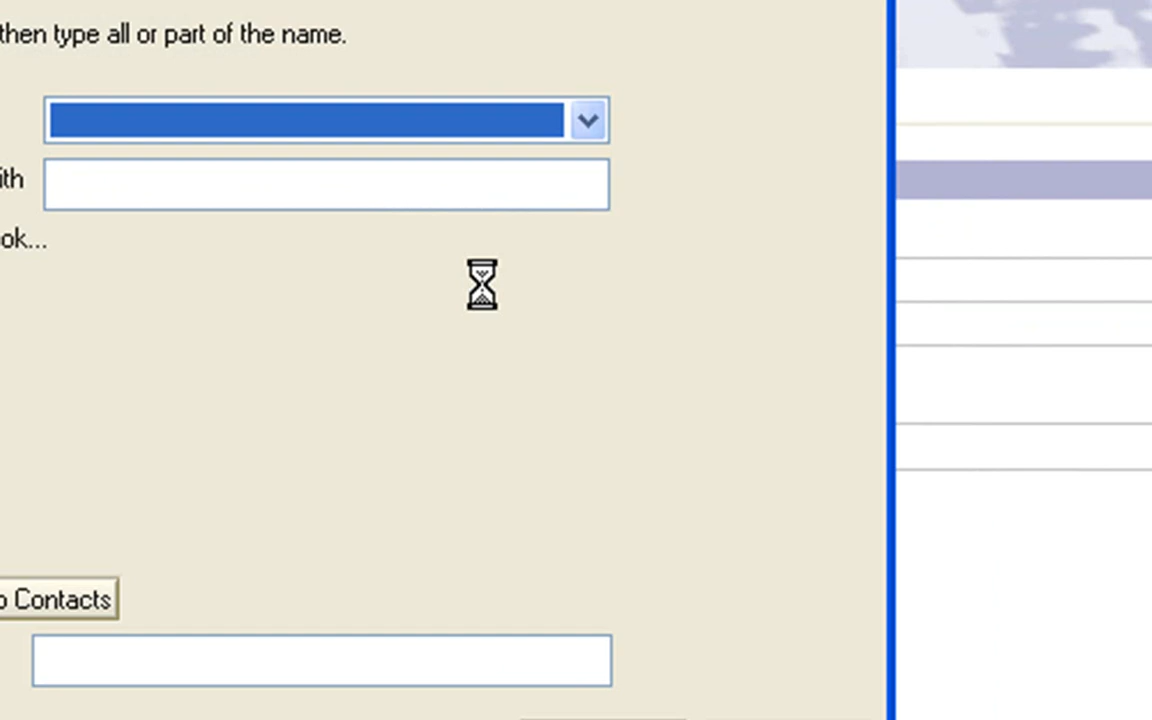 then type all or part of the name.
ith
ok...
o Contacts